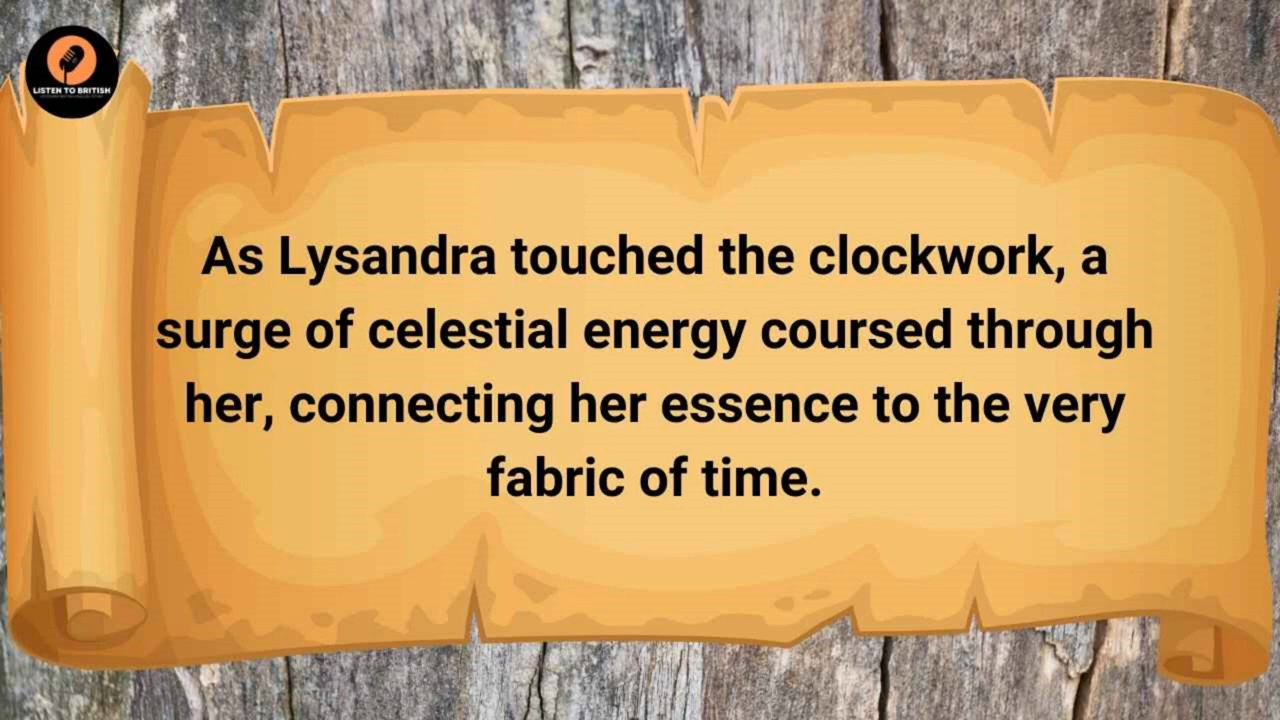 LISTEN TO BRITISH
As Lysandra touched the clockwork, a
surge of celestial energy coursed through
her, connecting her essence to the very
fabric of time.